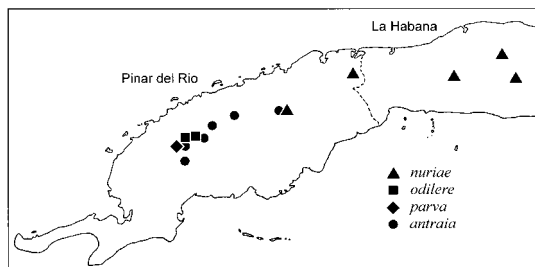 La Habana
Pinar del Rio
nuriae
odilere
parva
antraia